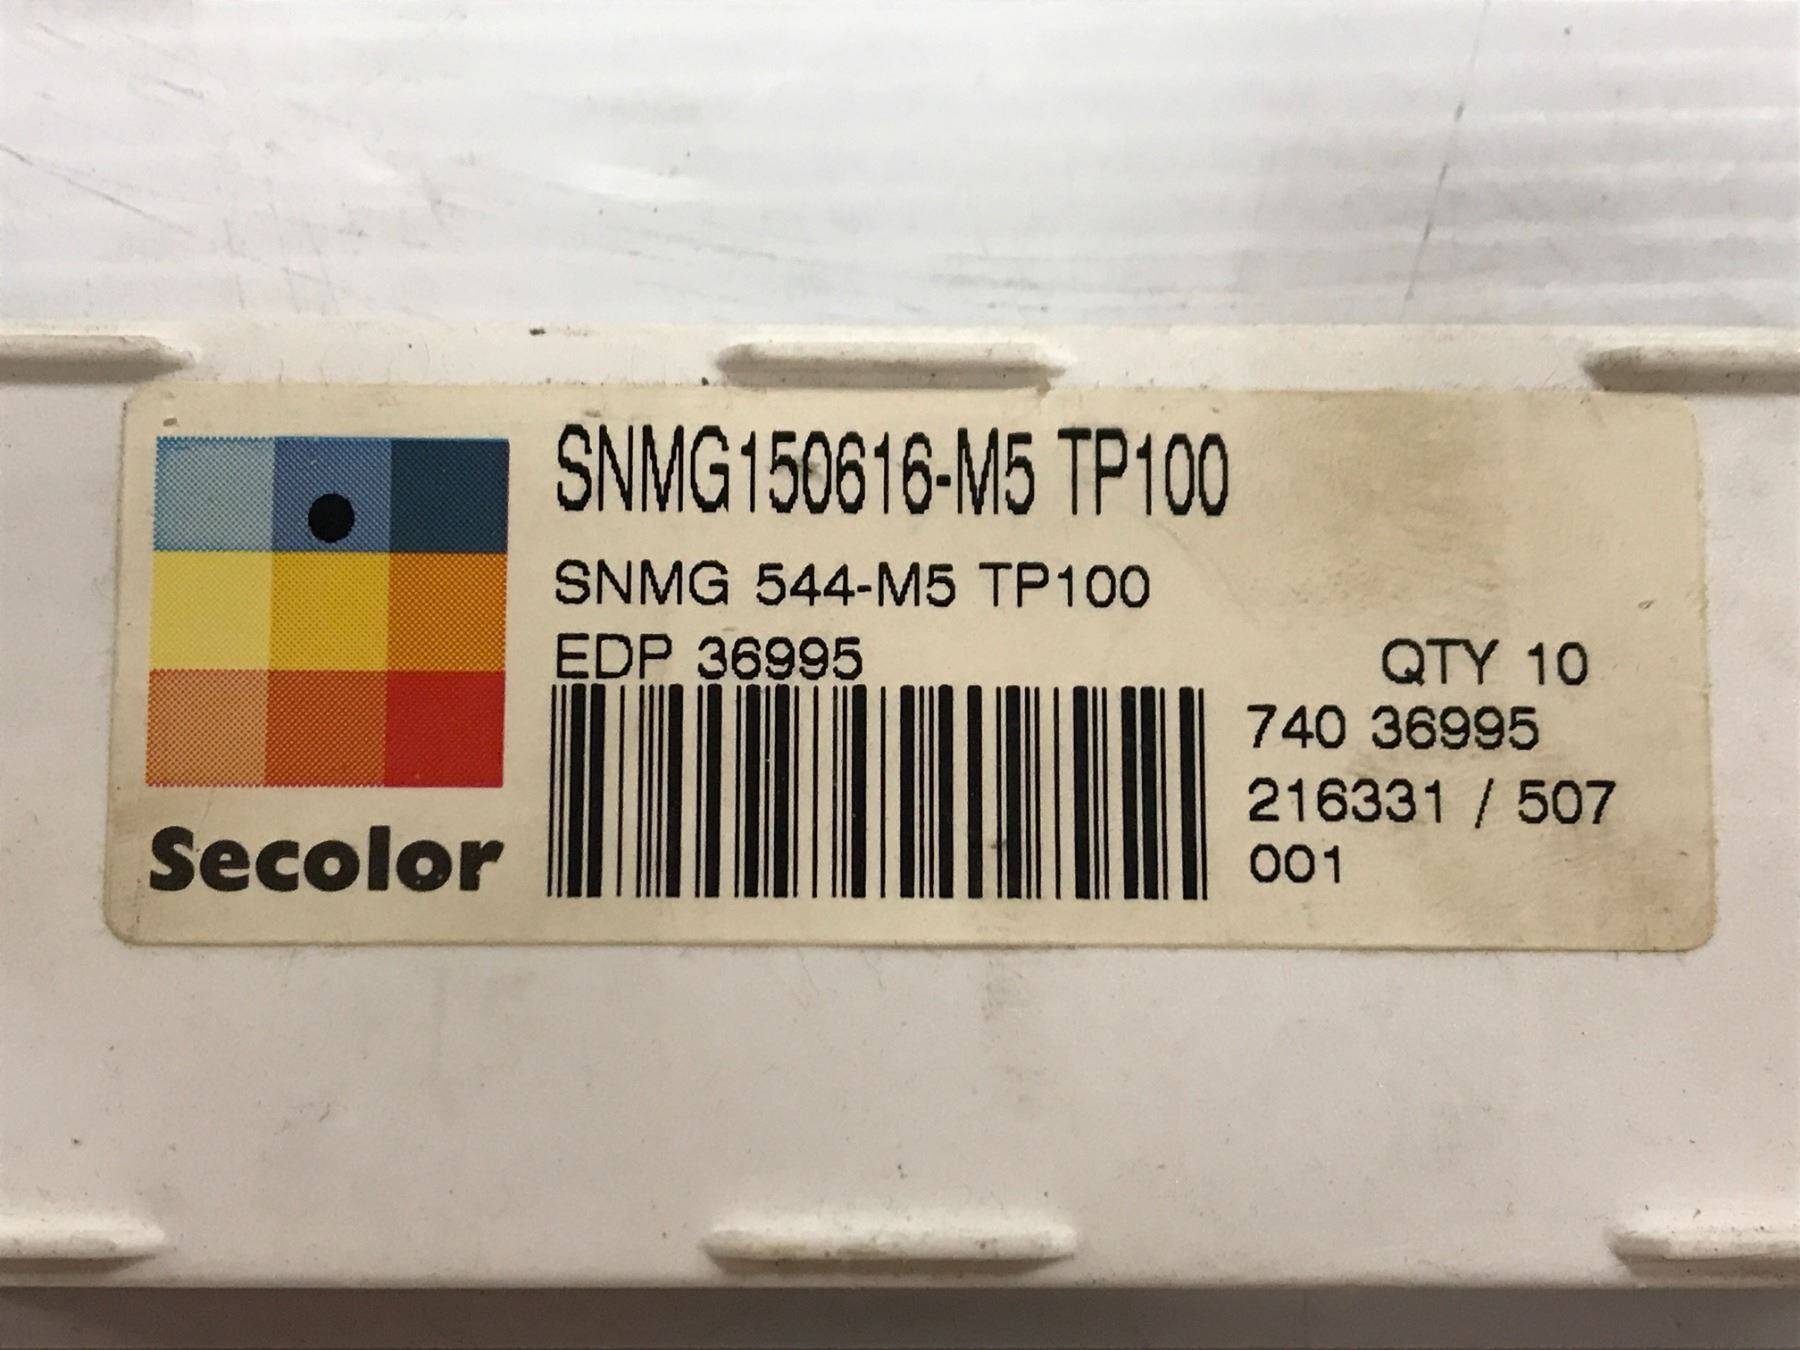 SNMG150616-M5 TP100
SNMG 544-M5 TP100
EDP 36995
QTY 10
740 36995
216331 / 507
001
Secolor